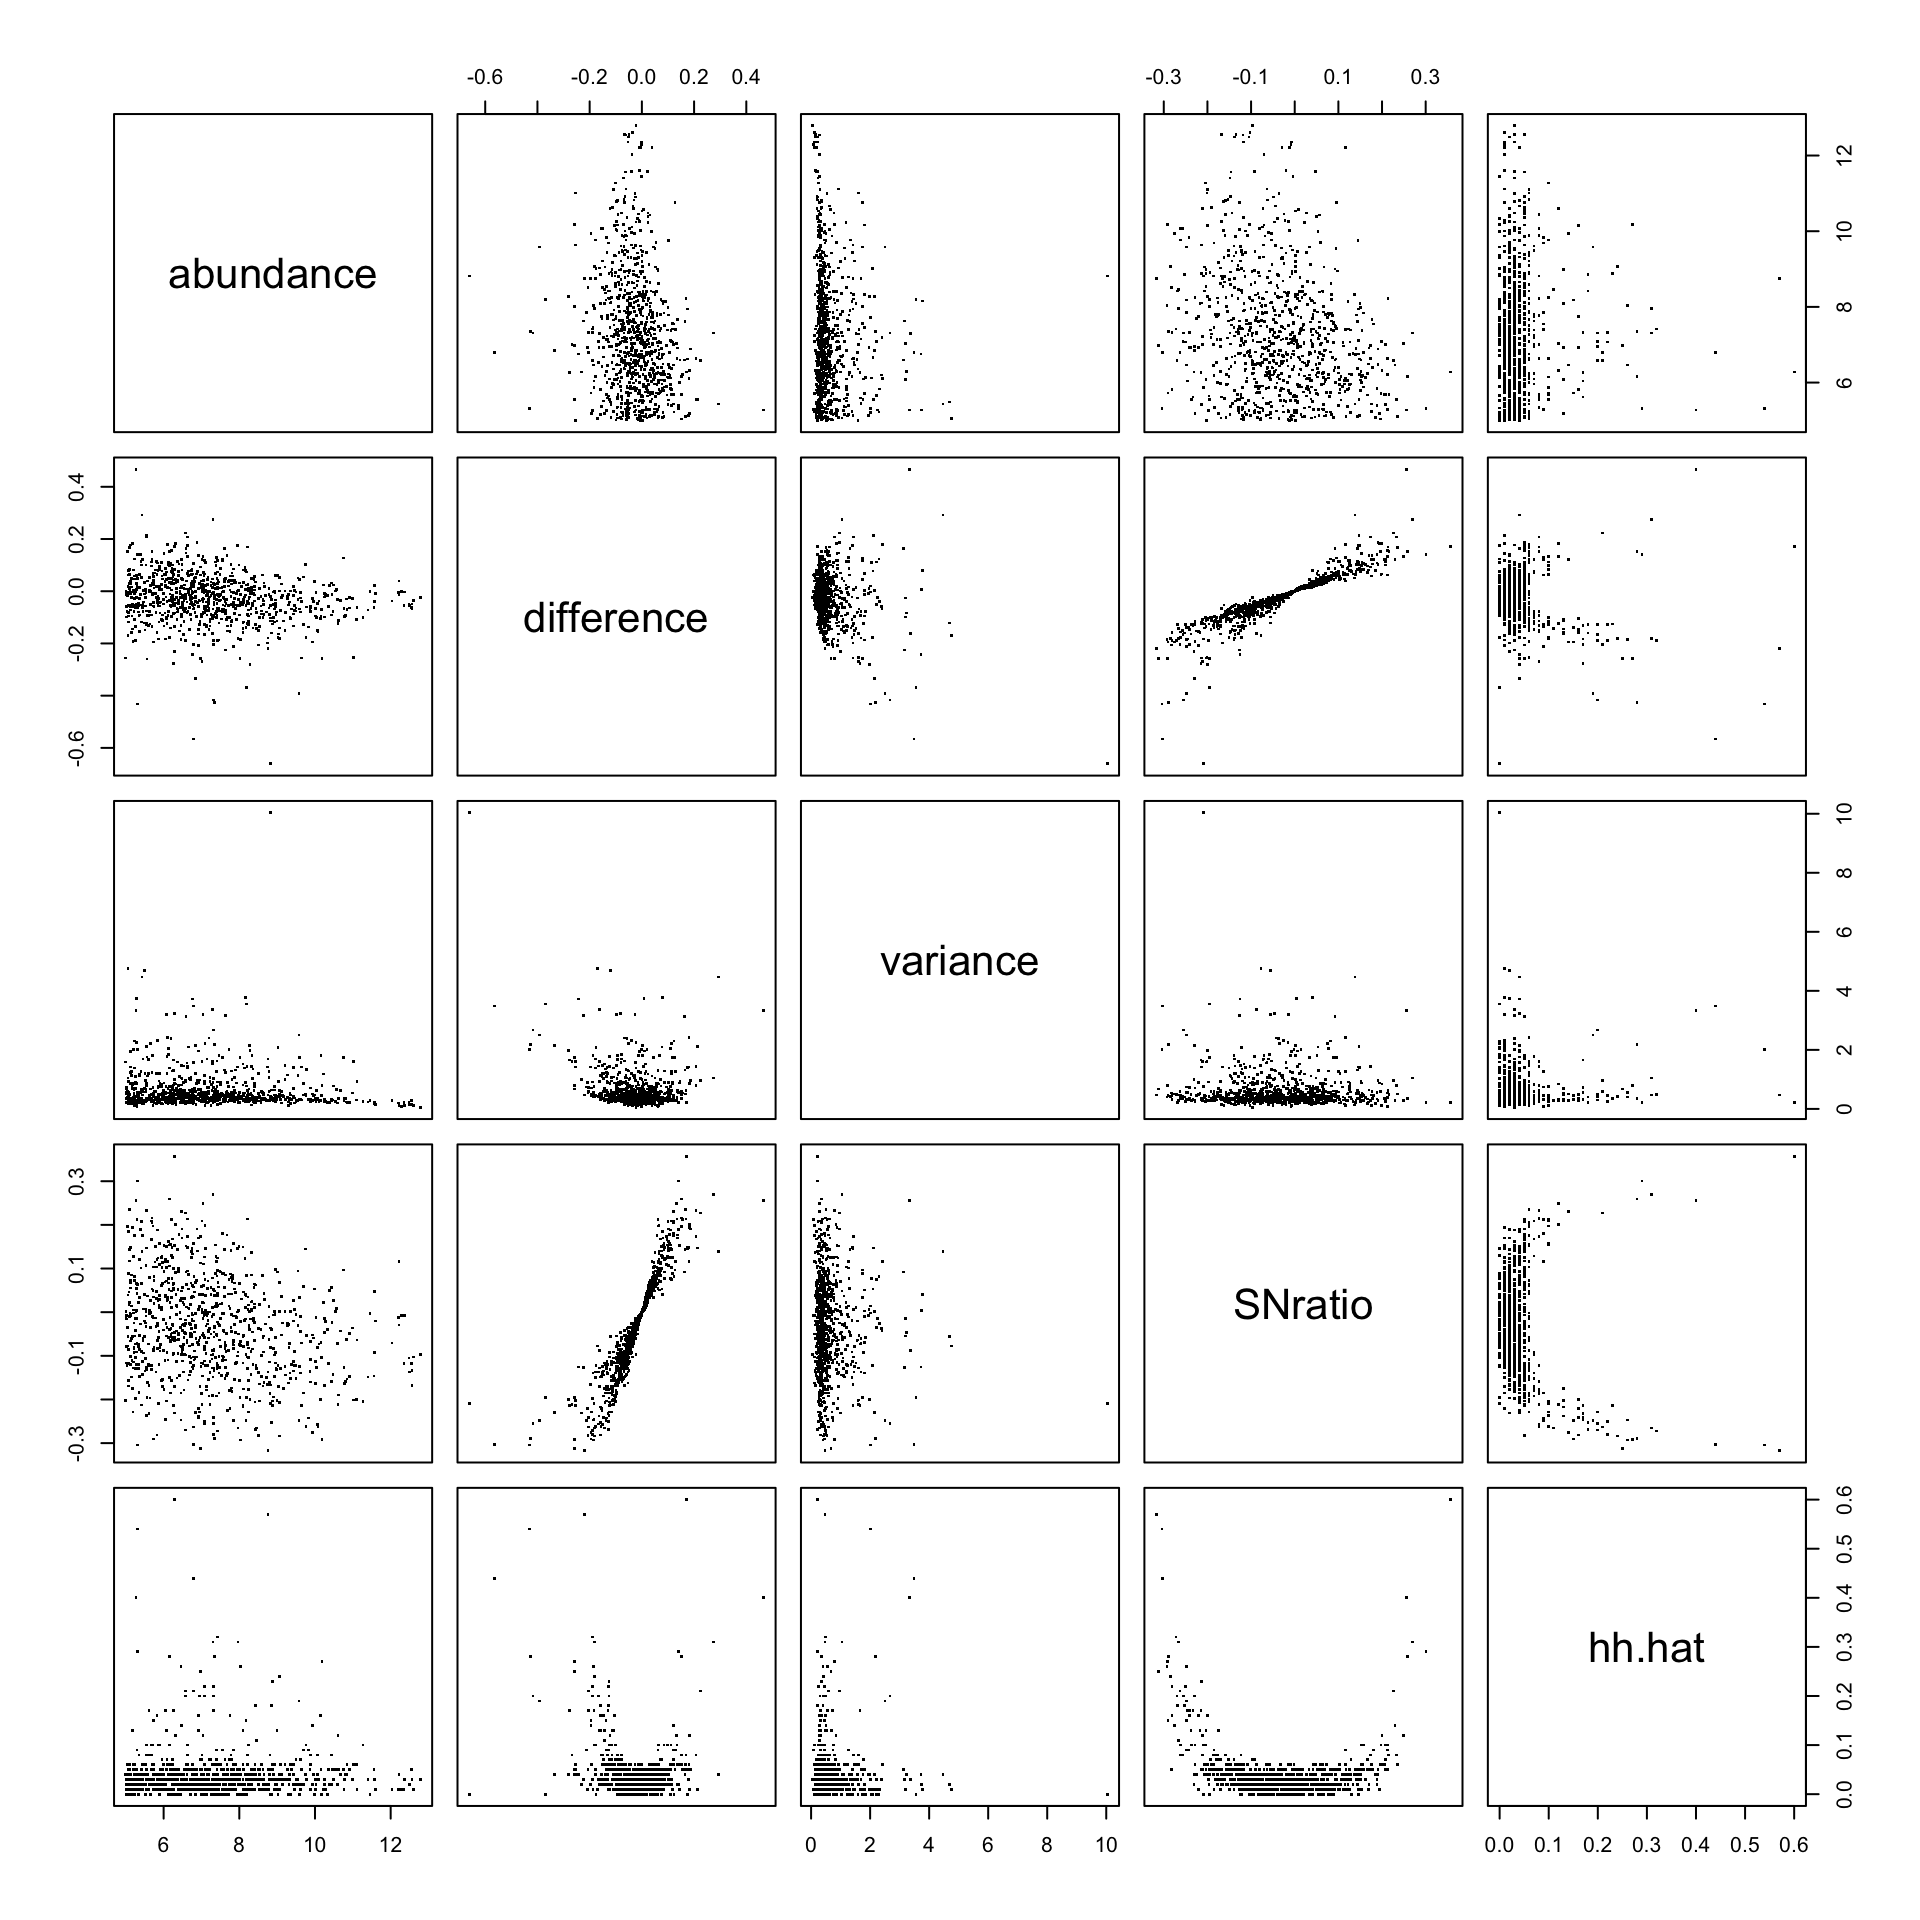 -0.6 -0.2 0.0 0.2 0.4 -0.3 -0.1 0.1 0.3
abundance
6 8 10 12
-0.6 -0.2 0.0 0.2 0.4
difference
variance
0 2 4 6 8 10
-0.3 -0.1 0.1 0.3
SNratio
hh.hat
0.0 0.1 0.2 0.3 0.4 0.5 0.6
6 8 10 12 0 2 4 6 8 10 0.0 0.1 0.2 0.3 0.4 0.5 0.6